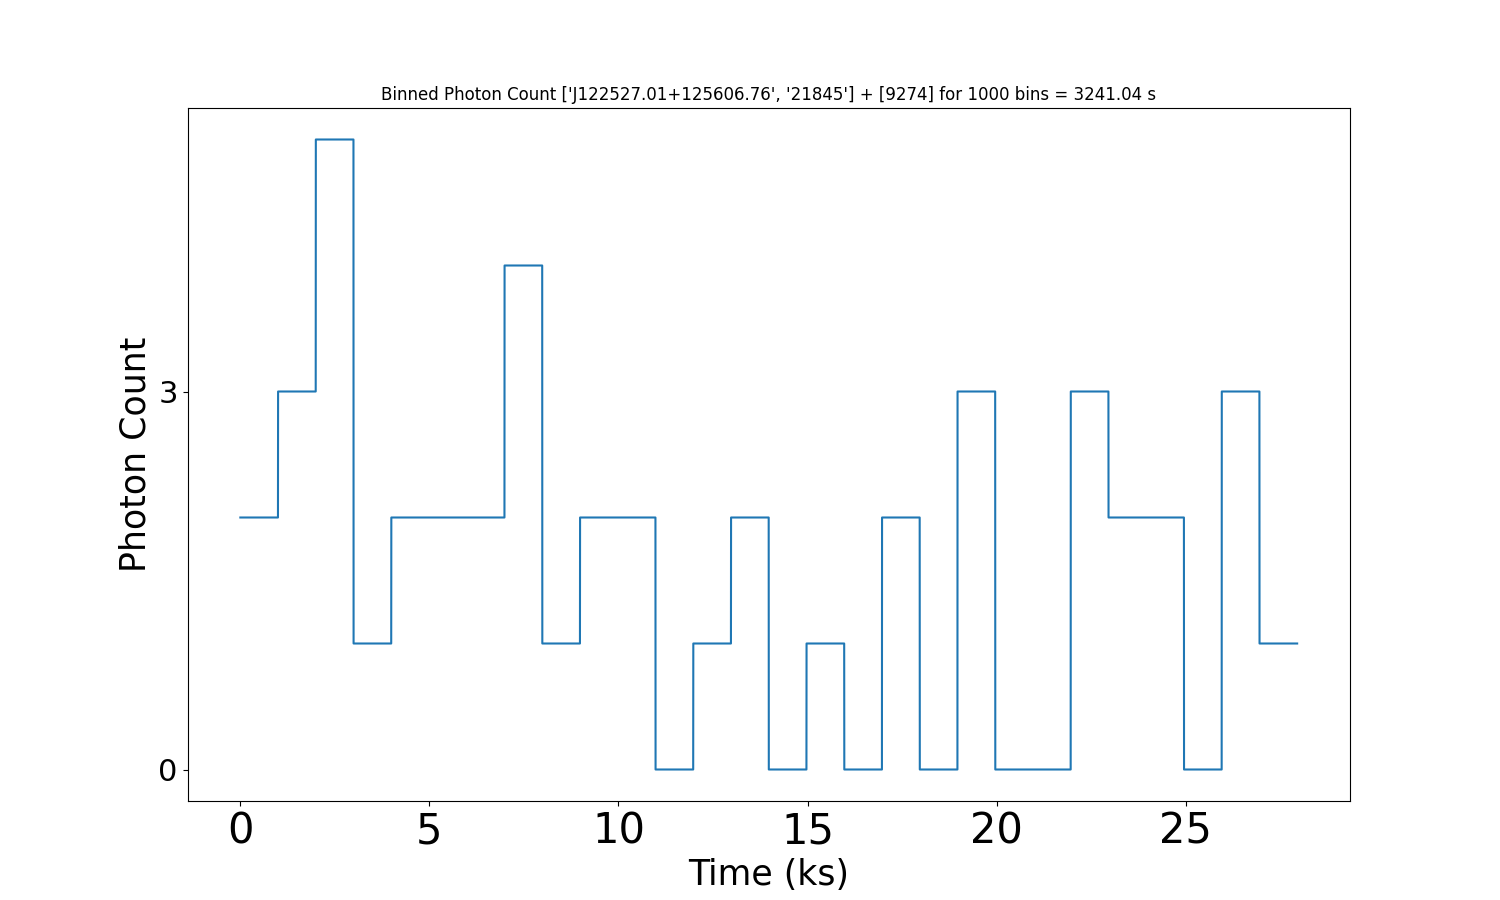 Binned Photon Count ['J122527.01+125606.76', '21845'] + [9274] for 1000 bins = 3241.04 s
Photon Count
3
0
0 5 10 15 20 25
Time (ks)